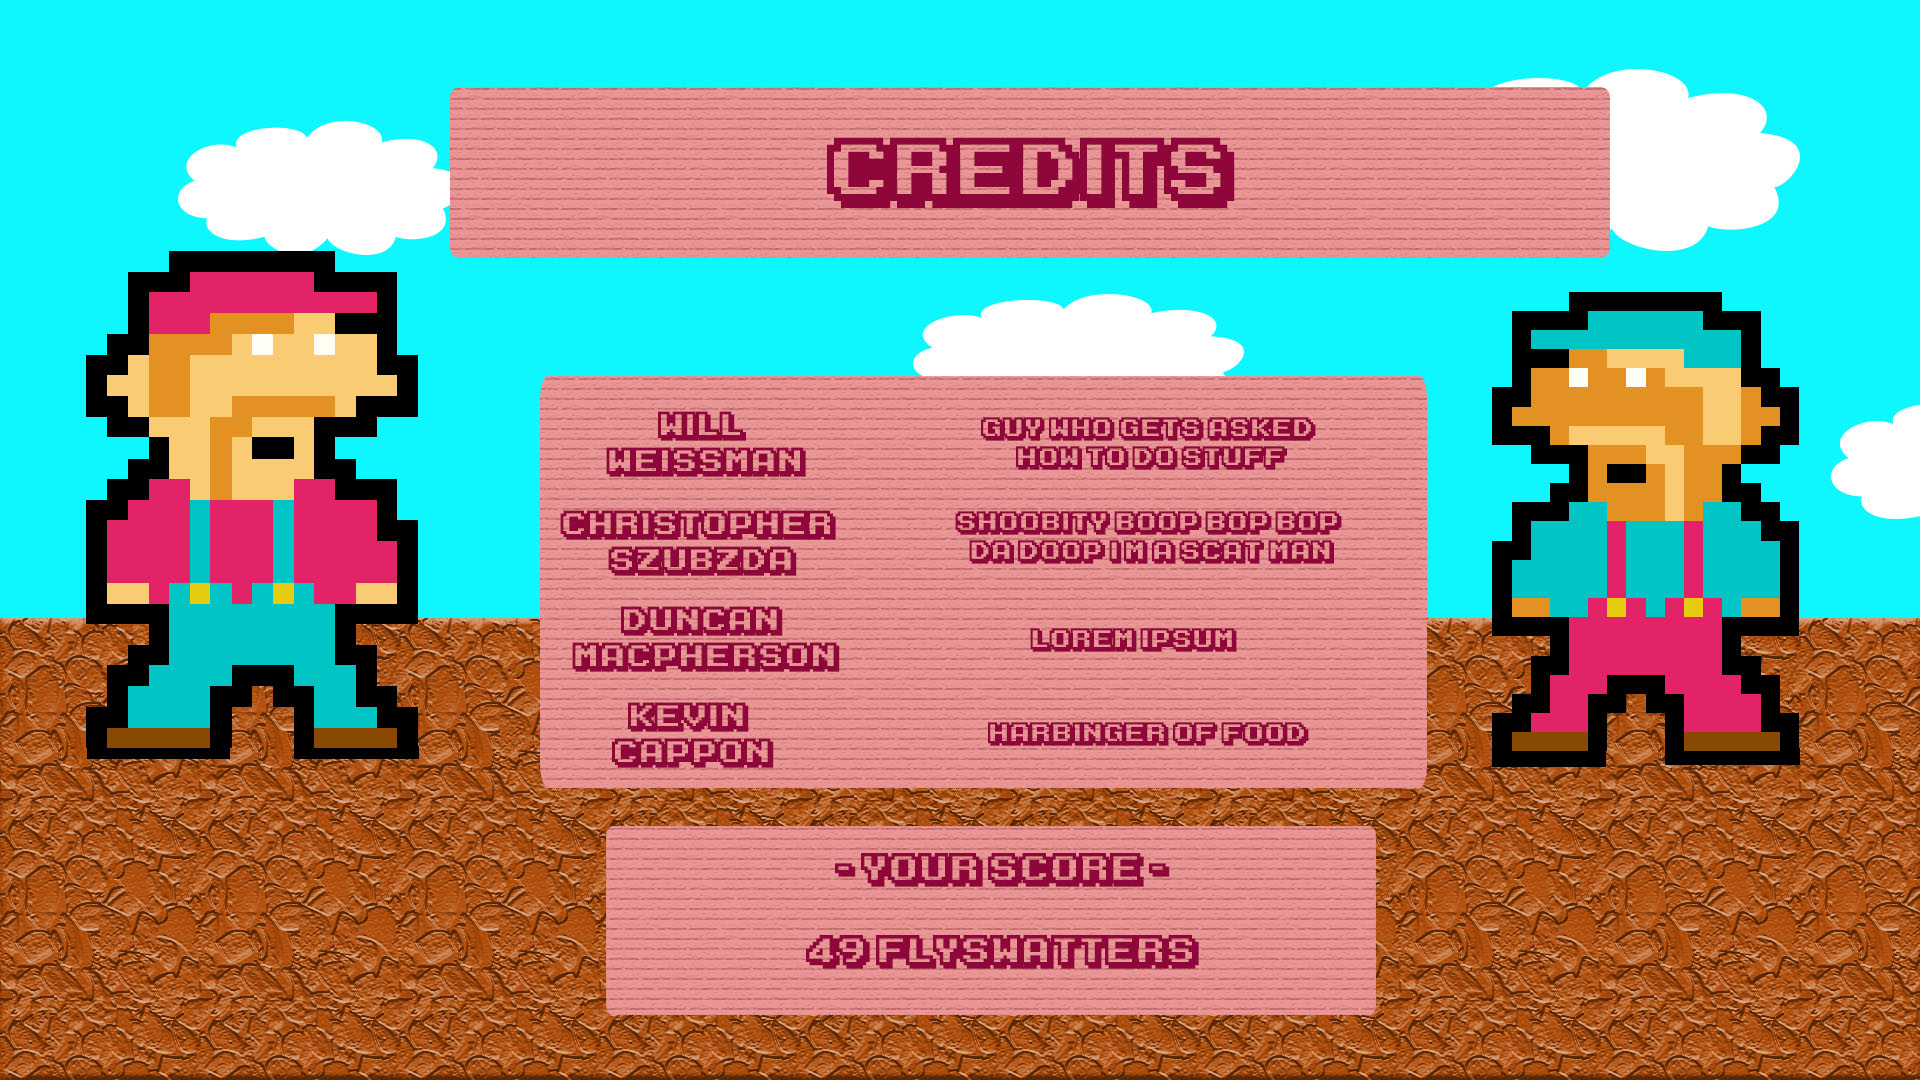 CREDITS
WILL
WEISSMAN
GUY WHO GETS ASKED
HOW TO DO STUFF
CHRISTOPHER
SZUBZDA
SHOOBITY BOOP BOP BOP
DA DOOP IM A SCAT MAN
DUNCAN
MACPHERSON
LOREM IPSUM
KEVIN
CAPPON
HARBINGER OF FOOD
- YOUR SCORE -
49 FLYSWATTERS